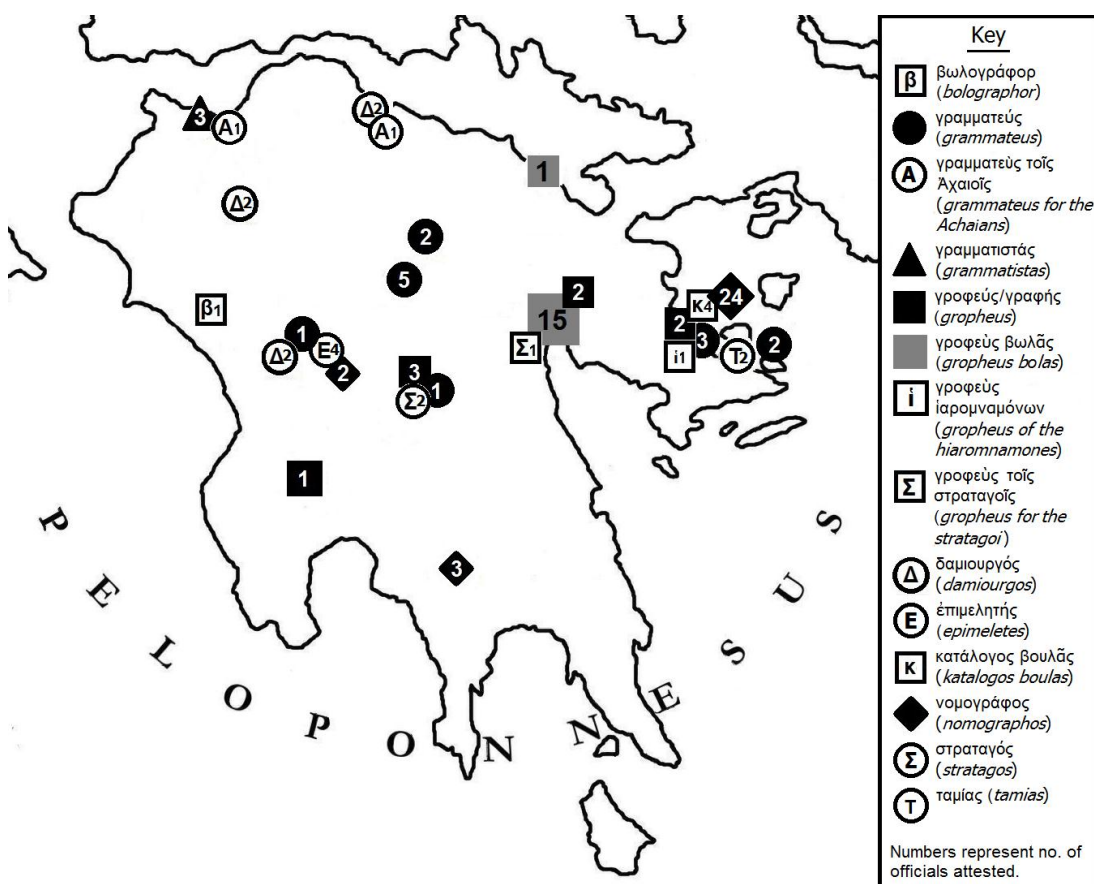 3
A1
Δ2
A1
1
Δ2
2
5
β1
2
24
κ4
15
2
3
1
Σ1
i1
T2
2
Δ2
E4
2
3
1
Σ2
1
3
PELOPONNESUS
Key
β βωλογράφορ
(bolographor)
γραμματεύς
(grammateus)
A γραμματεὺς τοῖς
Ἀχαιοῖς
(grammateus for the
Achaians)
γραμματιστάς
(grammatistas)
γροφεύς/γραφής
(gropheus)
γροφεὺς βωλᾶς
(gropheus bolas)
ἱ γροφεὺς
ἱαρομναμόνων
(gropheus of the
hiaromnamones)
Σ γροφεὺς τοῖς
στραταγοῖς
(gropheus for the
stratagoi)
Δ δαμιουργός
(damiourgos)
E ἐπιμελητής
(epimeletes)
κ κατάλογος βουλᾶς
(katalogos boulas)
νομογράφος
(nomographos)
Σ στραταγός
(stratagos)
T ταμίας (tamias)
Numbers represent no. of
officials attested.